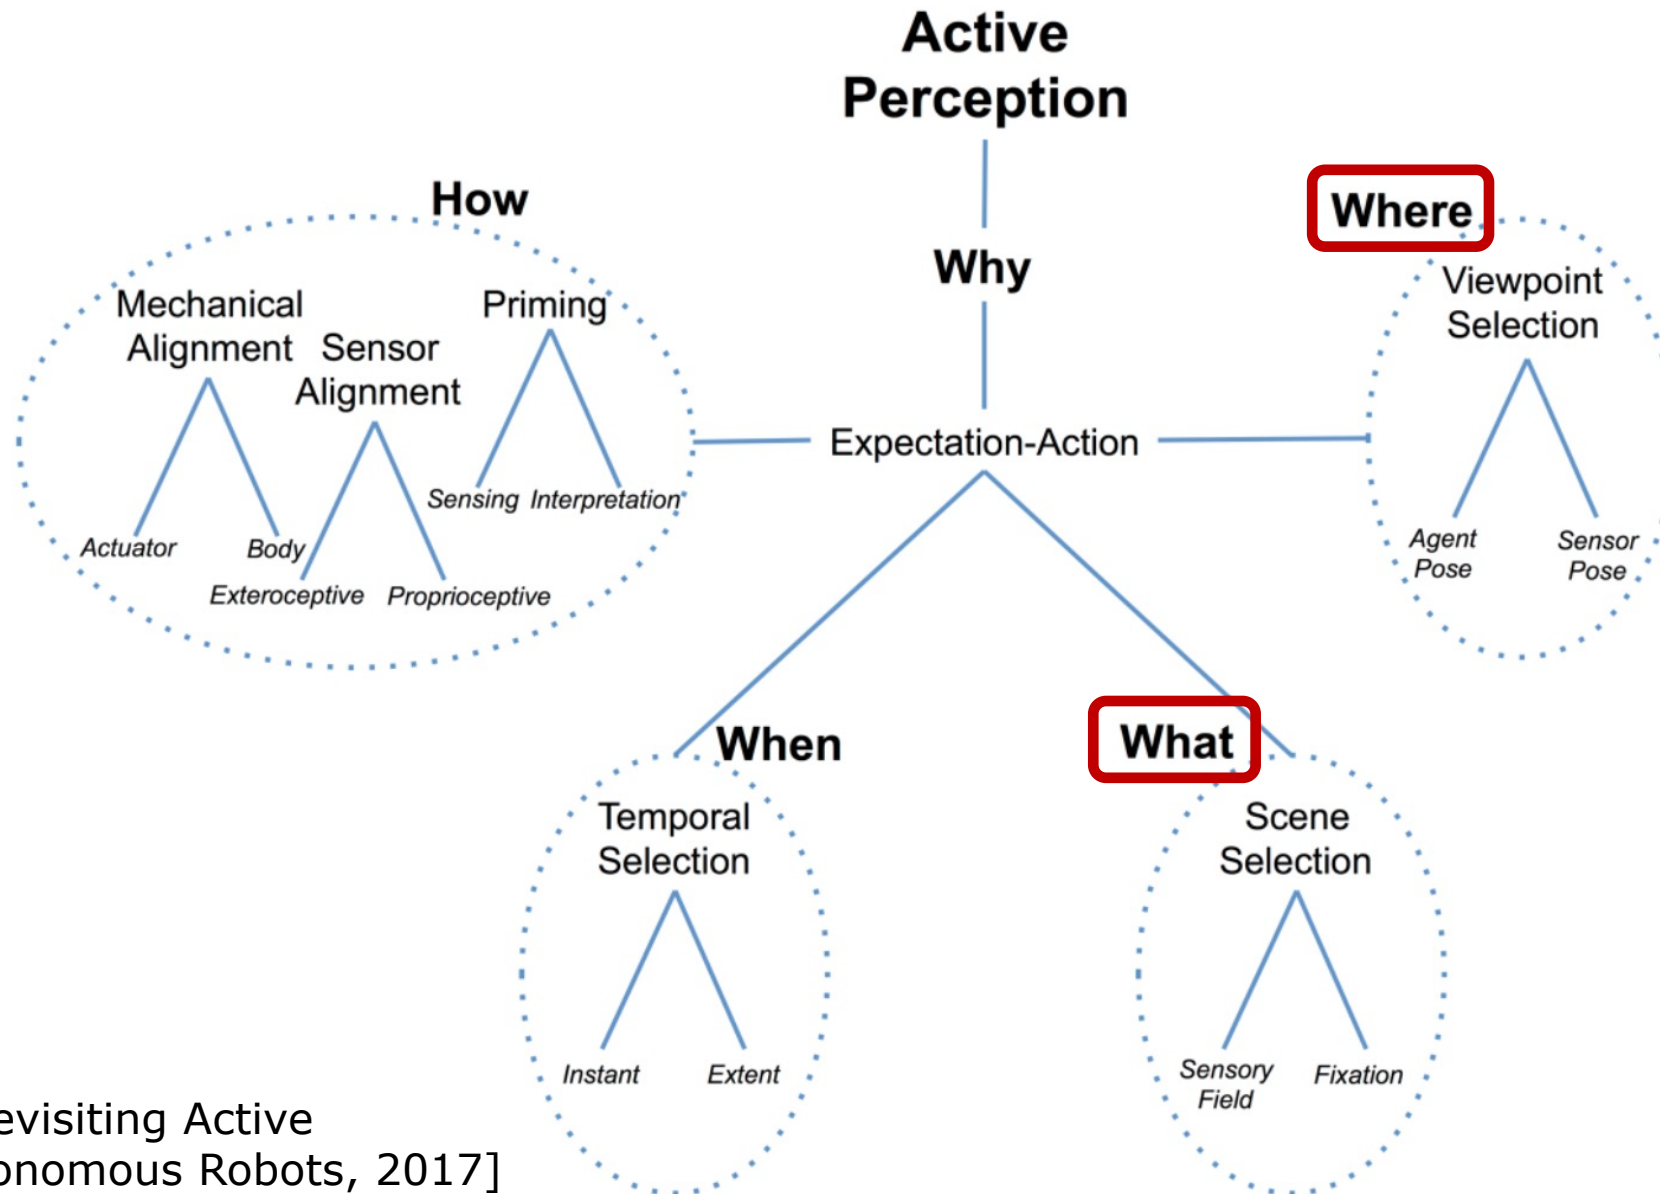 Active
Perception
How
Why
Where
Mechanical
Alignment
Sensor
Alignment
Priming
Viewpoint
Selection
Expectation-Action
Sensing Interpretation
Actuator
Body
Exteroceptive
Proprioceptive
Agent
Pose
Sensor
Pose
When
What
Temporal
Selection
Scene
Selection
Instant
Extent
Sensory
Field
Fixation
Active
Robots, 2017]